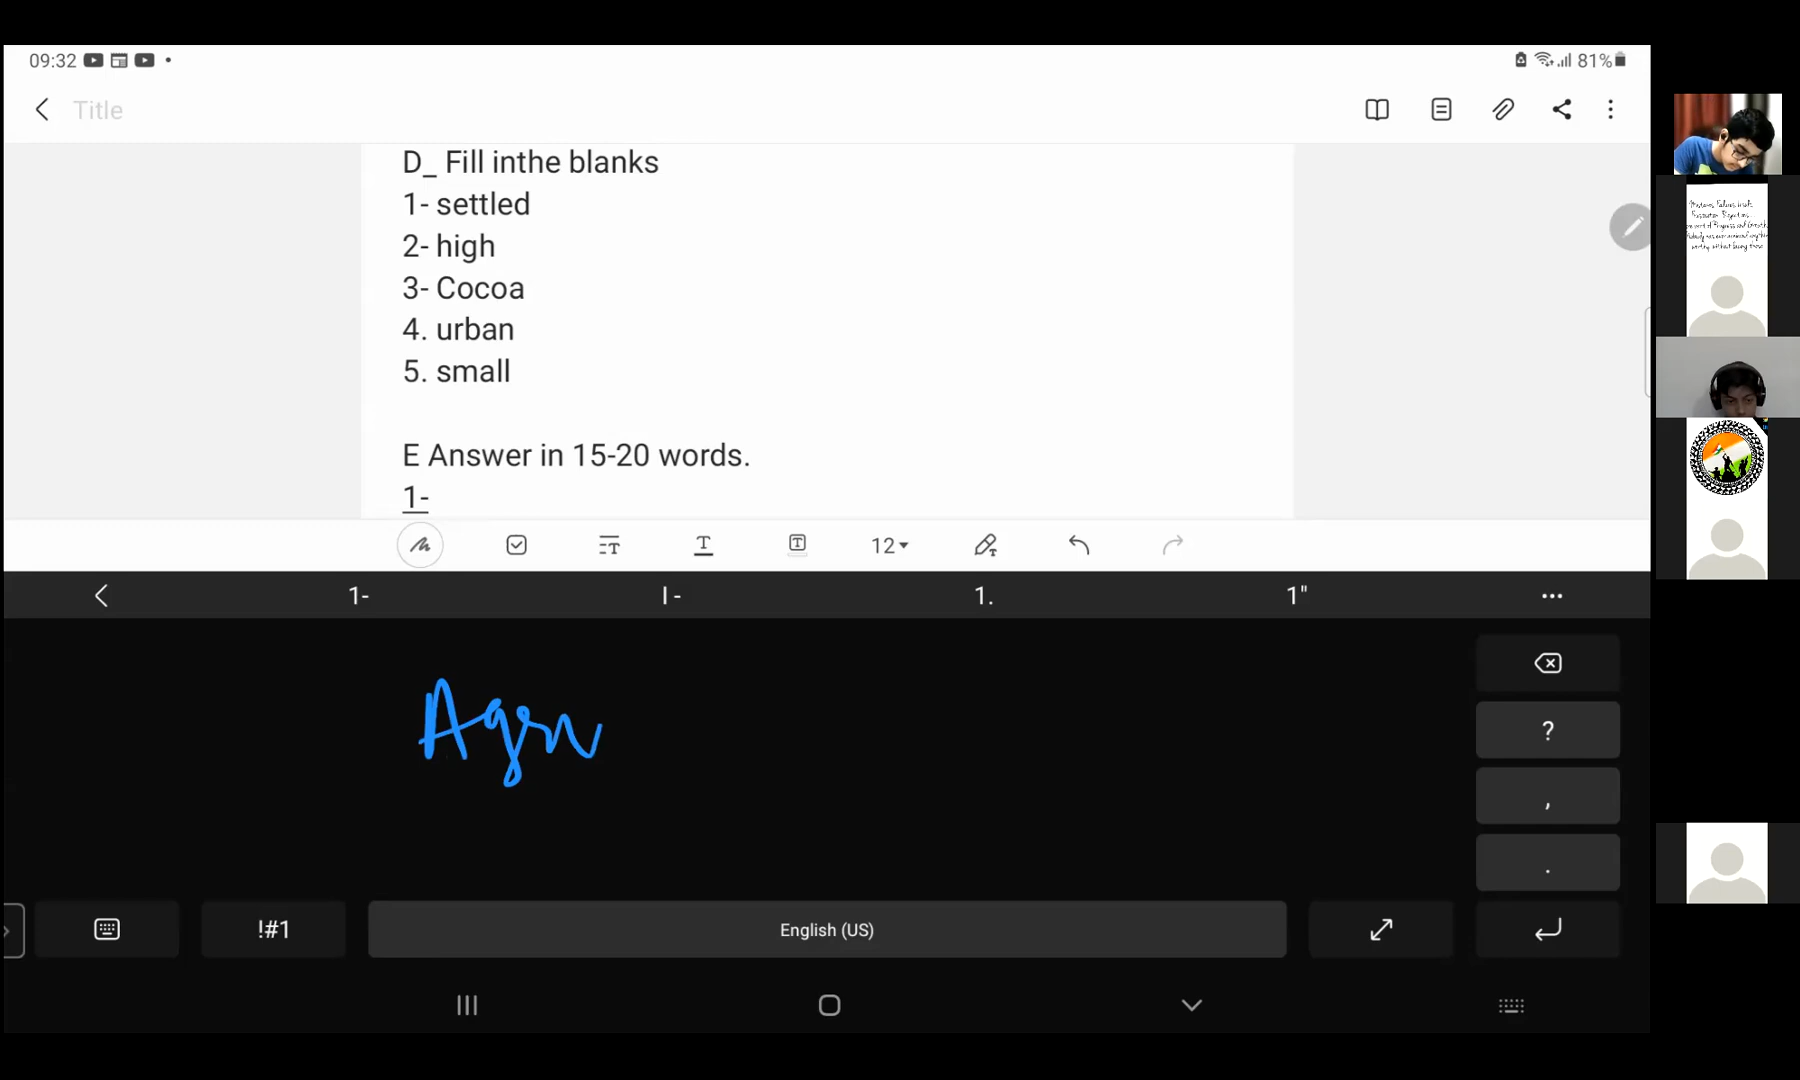 09:32
81%
Title
D_ Fill inthe blanks
1- settled
2- high
3- Cocoa
4. urban
5. small
E Answer in 15-20 words.
1-
12
1- I - 1. 1" ...
Agrn
?
,
.
!#1 English (US)